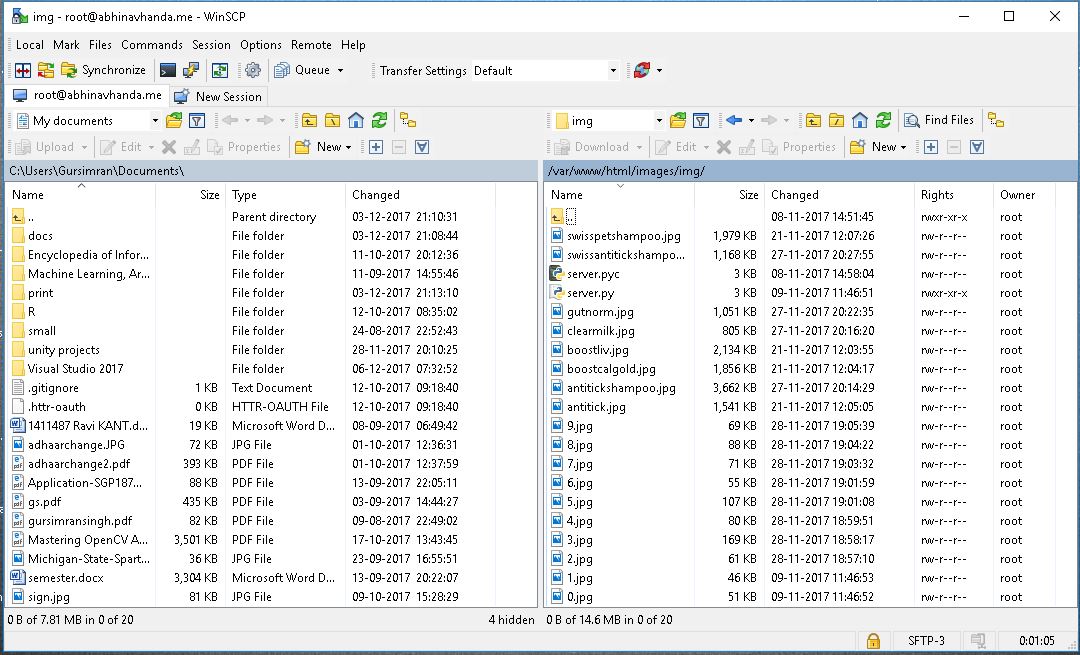 img - root@abhinavhanda.me - WinSCP
Local Mark Files Commands Session Options Remote Help
Synchronize Queue Transfer Settings Default
root@abhinavhanda.me New Session
My documents img Find Files
Upload Edit Properties New Download Edit Properties New
C:\Users\Gursimran\Documents\ /var/www/html/images/img/
Name Size Type Changed Name Size Changed Rights Owner
.. Parent directory 03-12-2017 21:10:31 .. 08-11-2017 14:51:45 rwxr-xr-x root
docs File folder 03-12-2017 21:08:44 swisspetshampoo.jpg 1,979 KB 21-11-2017 12:07:26 rw-r--r-- root
Encyclopedia of Infor... File folder 11-10-2017 20:12:36 swissantitickshampo... 1,168 KB 27-11-2017 20:27:55 rw-r--r-- root
Machine Learning, Ar... File folder 11-09-2017 14:55:46 server.pyc 3 KB 08-11-2017 14:58:04 rw-r--r-- root
print File folder 03-12-2017 21:13:10 server.py 3 KB 09-11-2017 11:46:51 rwxr-xr-x root
R File folder 12-10-2017 08:35:02 gutnorm.jpg 1,051 KB 27-11-2017 20:22:35 rw-r--r-- root
small File folder 24-08-2017 22:52:43 clearmilk.jpg 805 KB 27-11-2017 20:16:20 rw-r--r-- root
unity projects File folder 28-11-2017 20:10:25 boostliv.jpg 2,134 KB 21-11-2017 12:03:55 rw-r--r-- root
Visual Studio 2017 File folder 06-12-2017 07:32:52 boostcalgold.jpg 1,856 KB 21-11-2017 12:04:17 rw-r--r-- root
.gitignore 1 KB Text Document 12-10-2017 09:18:40 antitickshampoo.jpg 3,662 KB 27-11-2017 20:14:29 rw-r--r-- root
.httr-oauth 0 KB HTTR-OAUTH File 12-10-2017 09:18:40 antitick.jpg 1,541 KB 21-11-2017 12:05:05 rw-r--r-- root
1411487 Ravi KANT.d... 19 KB Microsoft Word D... 08-09-2017 06:49:42 9.jpg 69 KB 28-11-2017 19:05:39 rw-r--r-- root
adhaarchange.JPG 72 KB JPG File 01-10-2017 12:36:31 8.jpg 88 KB 28-11-2017 19:04:22 rw-r--r-- root
adhaarchange2.pdf 393 KB PDF File 01-10-2017 12:37:59 7.jpg 71 KB 28-11-2017 19:03:32 rw-r--r-- root
Application-SGP187... 88 KB PDF File 13-09-2017 22:05:11 6.jpg 55 KB 28-11-2017 19:01:59 rw-r--r-- root
gs.pdf 435 KB PDF File 03-09-2017 14:44:27 5.jpg 107 KB 28-11-2017 19:01:08 rw-r--r-- root
gursimransingh.pdf 82 KB PDF File 09-08-2017 22:49:02 4.jpg 80 KB 28-11-2017 18:59:51 rw-r--r-- root
Mastering OpenCV A... 3,501 KB PDF File 17-10-2017 13:43:45 3.jpg 169 KB 28-11-2017 18:58:17 rw-r--r-- root
Michigan-State-Spart... 36 KB JPG File 23-09-2017 16:55:51 2.jpg 61 KB 28-11-2017 18:57:10 rw-r--r-- root
semester.docx 3,304 KB Microsoft Word D... 13-09-2017 20:22:07 1.jpg 46 KB 09-11-2017 11:46:53 rw-r--r-- root
sign.jpg 81 KB JPG File 09-10-2017 15:28:29 0.jpg 51 KB 09-11-2017 11:46:52 rw-r--r-- root
0 B of 7.81 MB in 0 of 20 4 hidden 0 B of 14.6 MB in 0 of 20
SFTP-3 0:01:05